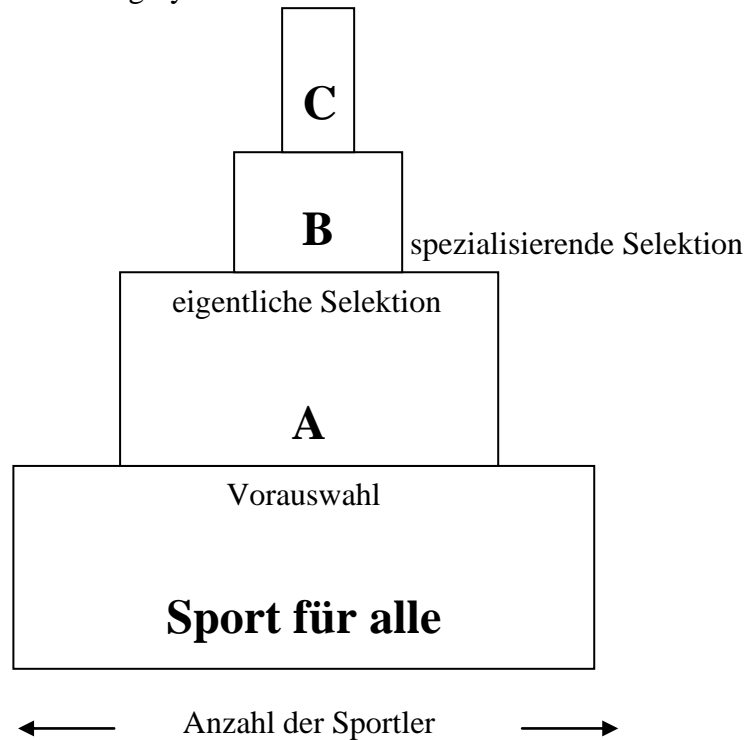 C
B
spezialisierende Selektion
eigentliche Selektion
A
Vorauswahl
Sport für alle
Anzahl der Sportler